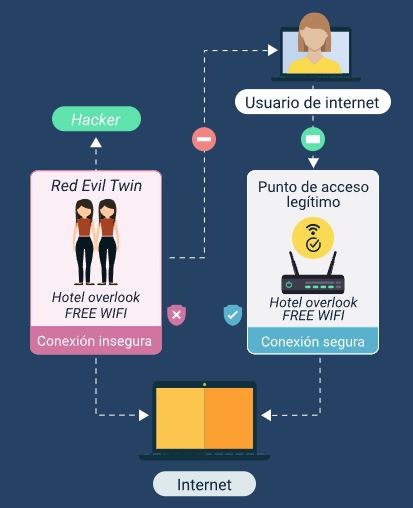 Usuario de internet
Hacker
Red Evil Twin
Hotel overlook
FREE WIFI
Conexión insegura
Punto de acceso
legítimo
Hotel overlook
FREE WIFI
Conexión segura
Internet